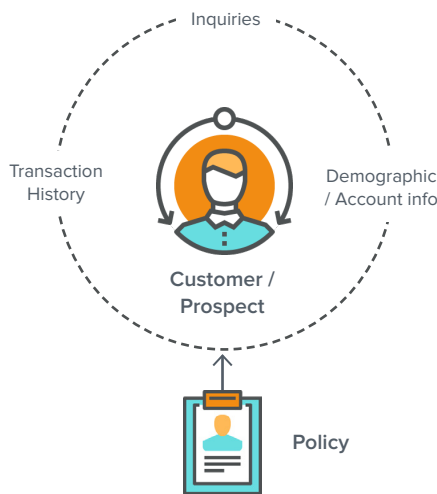 Inquiries
Transaction
History
Demographic
/ Account info
Customer /
Prospect
Policy